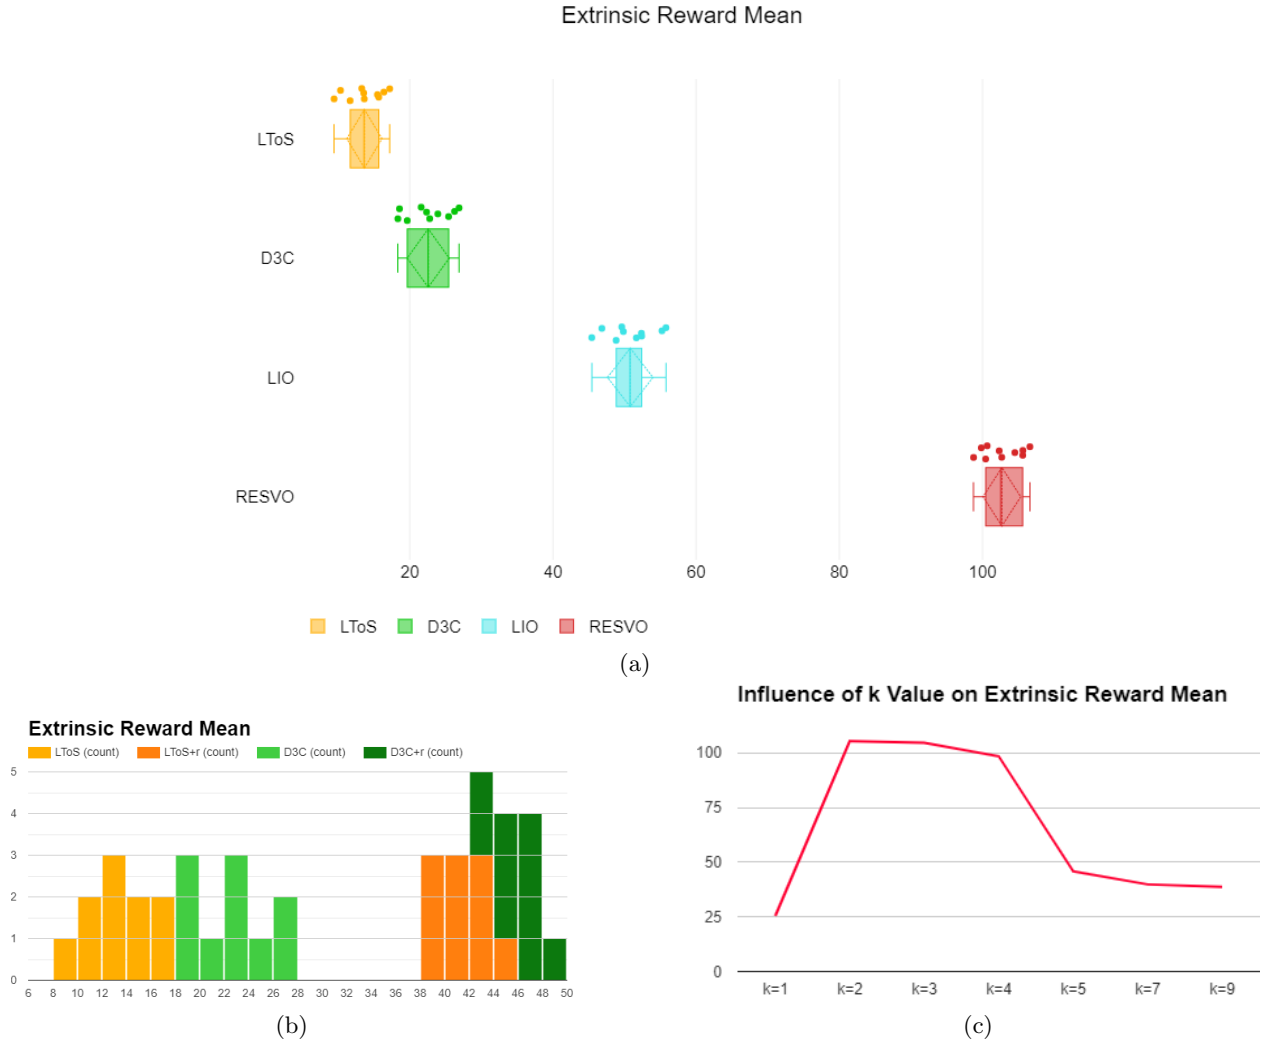 Extrinsic Reward Mean
LToS
D3C
LIO
RESVO
20 40 60 80 100
LToS D3C LIO RESVO
(a)
Extrinsic Reward Mean
LToS (count) LToS+r (count) D3C (count) D3C+r (count)
5
4
3
2
1
0
6 8 10 12 14 16 18 20 22 24 26 28 30 32 34 36 38 40 42 44 46 48 50
(b)
Influence of k Value on Extrinsic Reward Mean
100
75
50
25
0
k=1 k=2 k=3 k=4 k=5 k=7 k=9
(c)